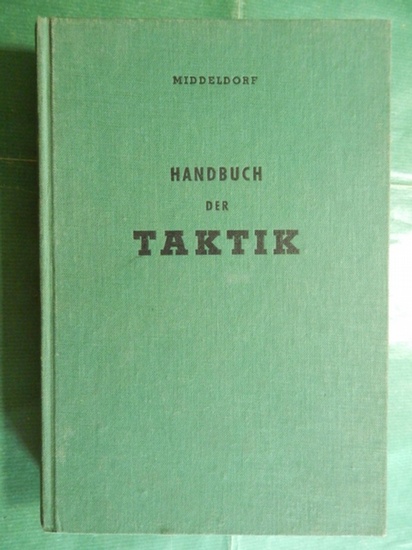 MIDDELDORF
HANDBUCH
DER
TAKTIK